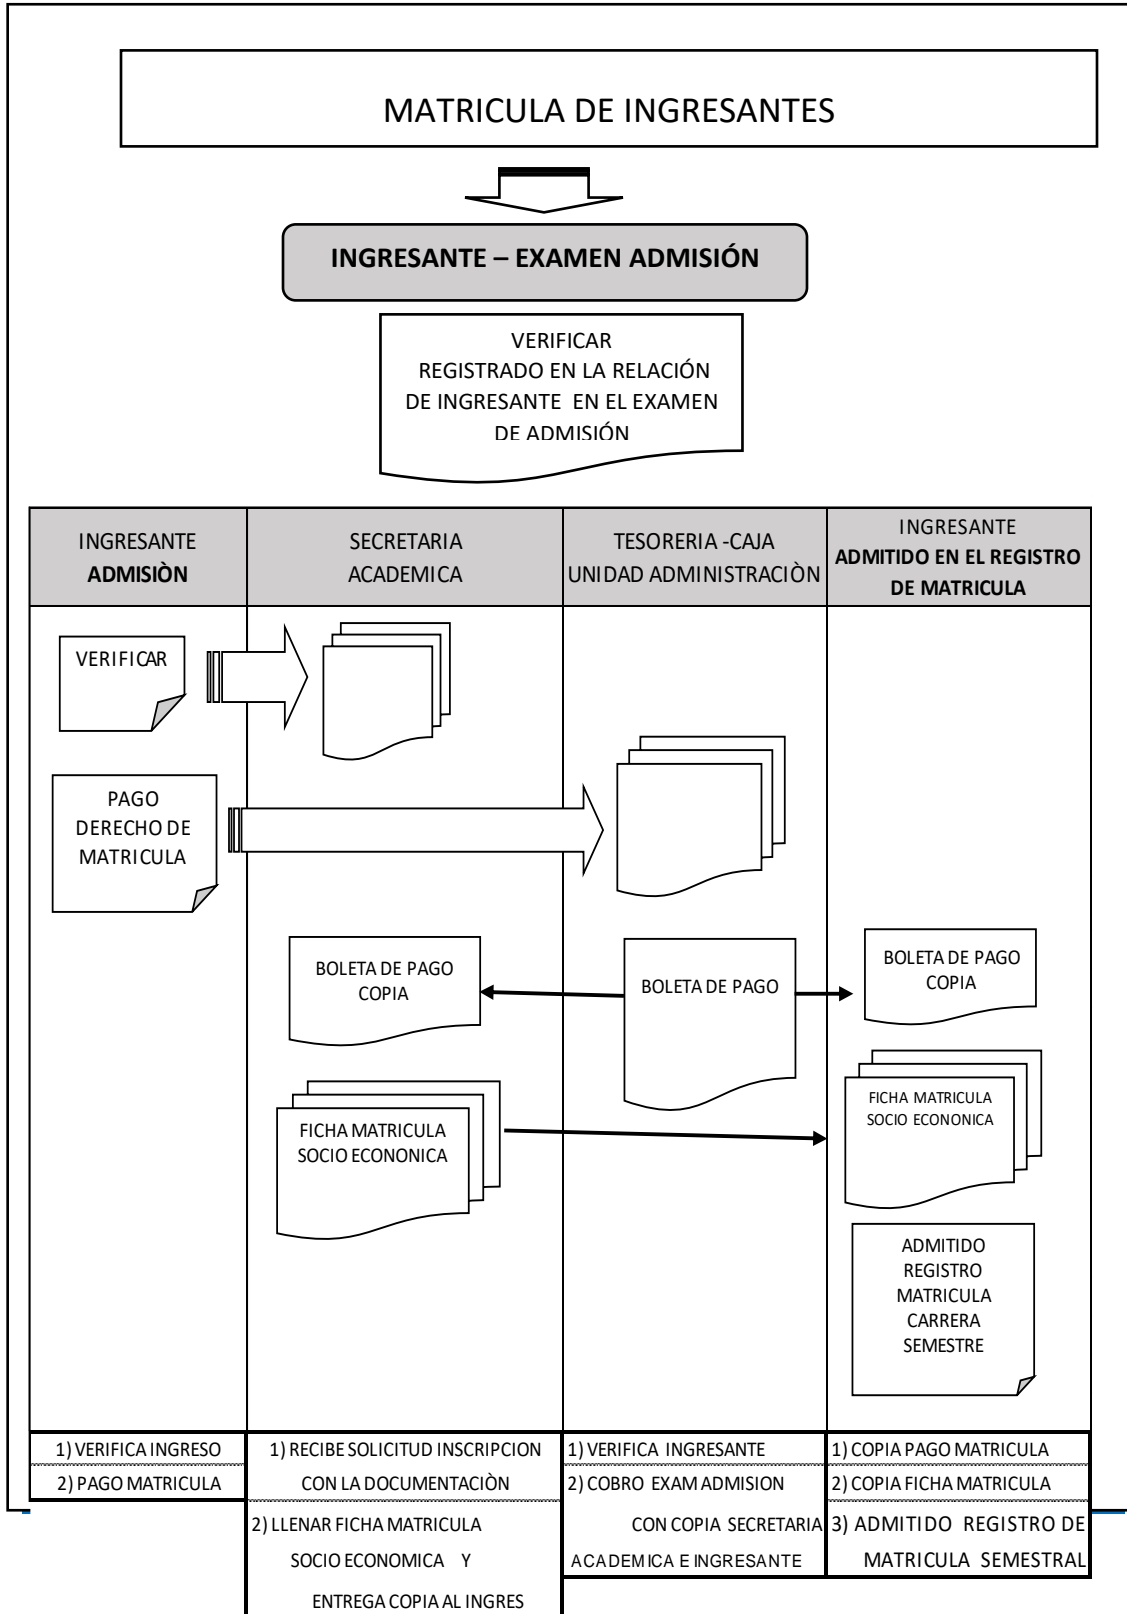 MATRICULA DE INGRESANTES
INGRESANTE – EXAMEN ADMISIÓN
VERIFICAR
REGISTRADO EN LA RELACIÓN
DE INGRESANTE EN EL EXAMEN
DE ADMISIÓN
INGRESANTE
ADMISIÒN
SECRETARIA
ACADEMICA
TESORERIA -CAJA
UNIDAD ADMINISTRACIÒN
INGRESANTE
ADMITIDO EN EL REGISTRO
DE MATRICULA
VERIFICAR
PAGO
DERECHO DE
MATRICULA
BOLETA DE PAGO
COPIA
BOLETA DE PAGO
BOLETA DE PAGO
COPIA
FICHA MATRICULA
SOCIO ECONONICA
FICHA MATRICULA
SOCIO ECONONICA
ADMITIDO
REGISTRO
MATRICULA
CARRERA
SEMESTRE
1) VERIFICA INGRESO
2) PAGO MATRICULA
1) RECIBE SOLICITUD INSCRIPCION
CON LA DOCUMENTACIÒN
2) LLENAR FICHA MATRICULA
SOCIO ECONOMICA Y
ENTREGA COPIA AL INGRES
1) VERIFICA INGRESANTE
2) COBRO EXAM ADMISION
CON COPIA SECRETARIA
ACADEMICA E INGRESANTE
1) COPIA PAGO MATRICULA
2) COPIA FICHA MATRICULA
3) ADMITIDO REGISTRO DE
MATRICULA SEMESTRAL